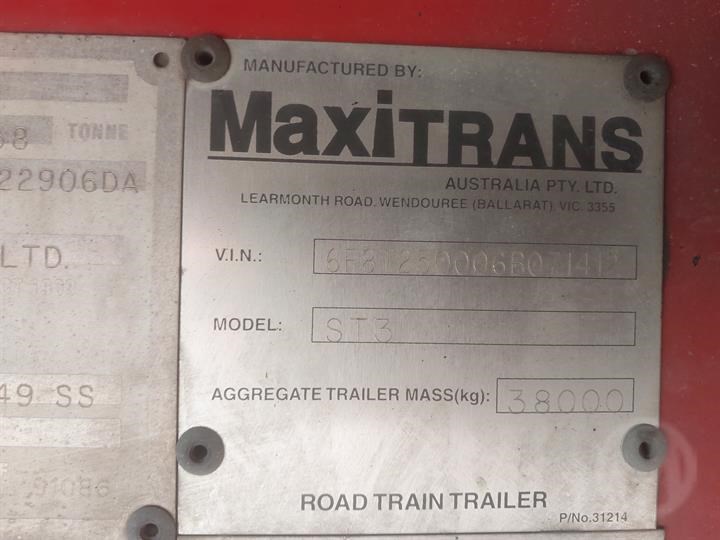 TONNE
22906DA
LTD.
49 SS
91086
MANUFACTURED BY:
MaxiTRANS
AUSTRALIA PTY. LTD.
LEARMONTH ROAD, WENDOUREE (BALLARAT), VIC. 3355
V.I.N.:
MODEL: ST3
AGGREGATE TRAILER MASS(kg): 38000
ROAD TRAIN TRAILER
P/No.31214